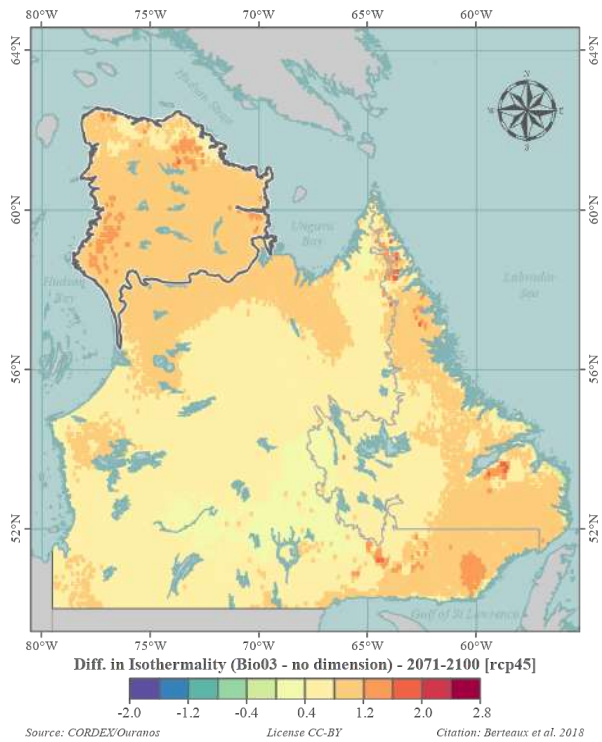 80°W 75°W 70°W 65°W 60°W
64°N 64°N
N
W E
S
Hudson Strait
60°N 60°N
Ungava
Bay
Hudson
Bay
Labrador
Sea
56°N 56°N
52°N 52°N
Gulf of St Lawrence
80°W 75°W 70°W 65°W 60°W
Diff. in Isothermality (Bio03 - no dimension) - 2071-2100 [rcp45]
-2.0 -1.2 -0.4 0.4 1.2 2.0 2.8
Source: CORDEX/Ouranos License CC-BY Citation: Berteaux et al. 2018